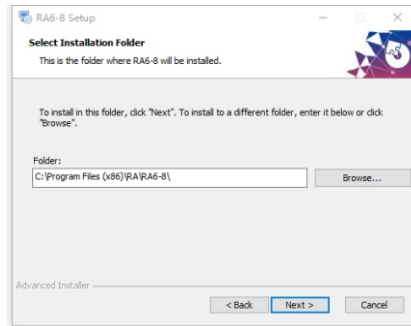 RA6-8 Setup
Select Installation Folder
This is the folder where RA6-8 will be installed.
To install in this folder, click "Next". To install to a different folder, enter it below or click
"Browse".
Folder:
C:\Program Files (x86)\RA\RA6-8\
Browse...
Advanced Installer
< Back
Next >
Cancel